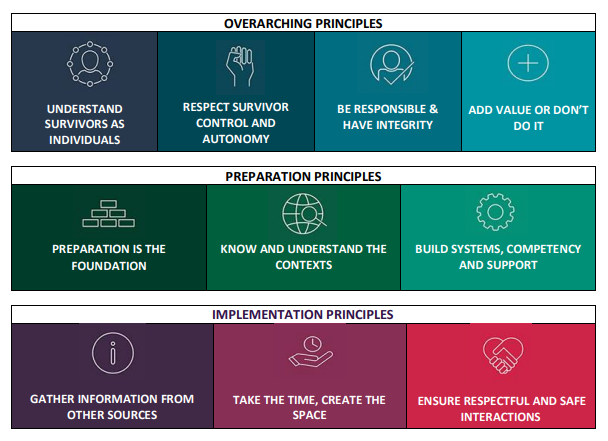 OVERARCHING PRINCIPLES
UNDERSTAND
SURVIVORS AS
INDIVIDUALS
RESPECT SURVIVOR
CONTROL AND
AUTONOMY
BE RESPONSIBLE &
HAVE INTEGRITY
ADD VALUE OR DON'T
DO IT
PREPARATION PRINCIPLES
PREPARATION IS THE
FOUNDATION
KNOW AND UNDERSTAND THE
CONTEXTS
BUILD SYSTEMS, COMPETENCY
AND SUPPORT
IMPLEMENTATION PRINCIPLES
GATHER INFORMATION FROM
OTHER SOURCES
TAKE THE TIME, CREATE THE
SPACE
ENSURE RESPECTFUL AND SAFE
INTERACTIONS